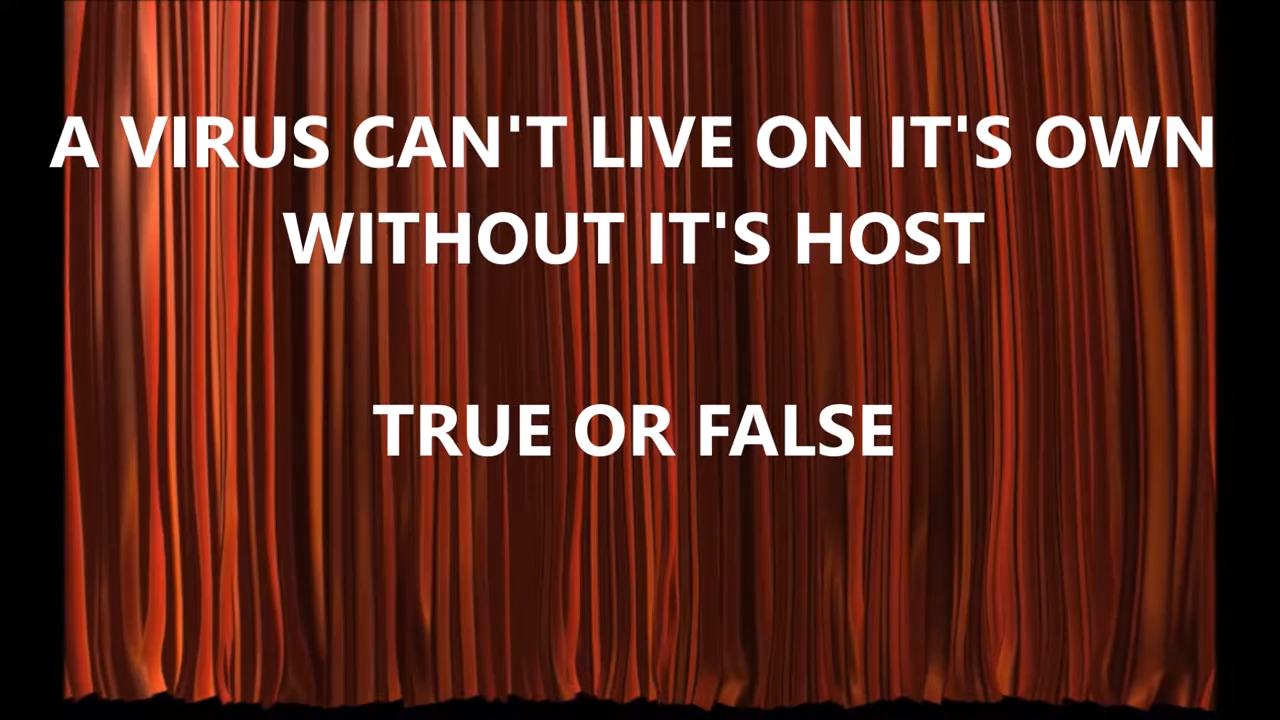 A VIRUS CAN'T LIVE ON IT'S OWN
WITHOUT IT'S HOST
TRUE OR FALSE